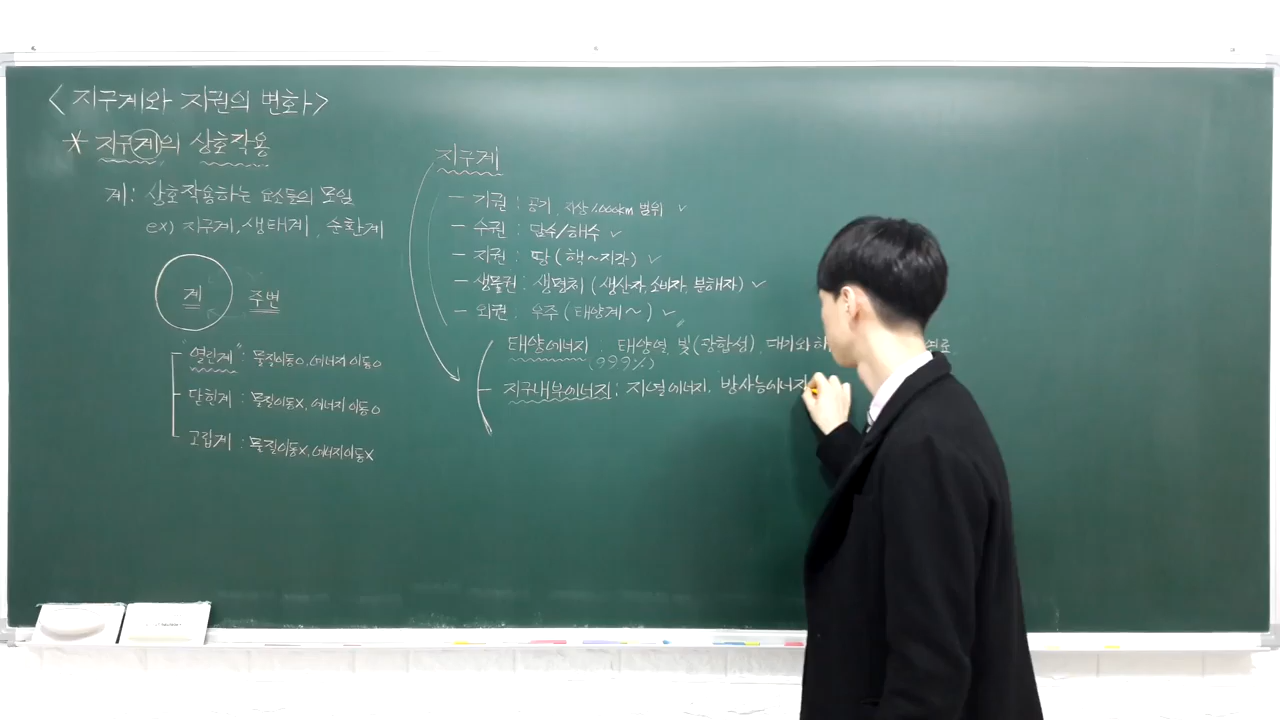 <지구계와 지권의 변화>
* 지구계의 상호작용
계: 상호작용하는 요소들의 모임
ex) 지구계, 생태계, 순환계
계 주변
"열린계": 물질이동O, 에너지 이동O
닫힌계 : 물질이동X, 에너지 이동O
고립계 : 물질이동X, 에너지이동X
지구계
- 기권 : 공기, 지상 1,000km 범위 ✓
- 수권 : 담수/해수 ✓
- 지권 : 땅 (핵~지각) ✓
- 생물권 : 생명체 (생산자, 소비자, 분해자) ✓
- 외권 : 우주 (태양계~) ✓
태양에너지 : 태양열, 빛(광합성), 대기와 연료
(99.9%)
지구내부에너지 : 지열에너지, 방사능에너지